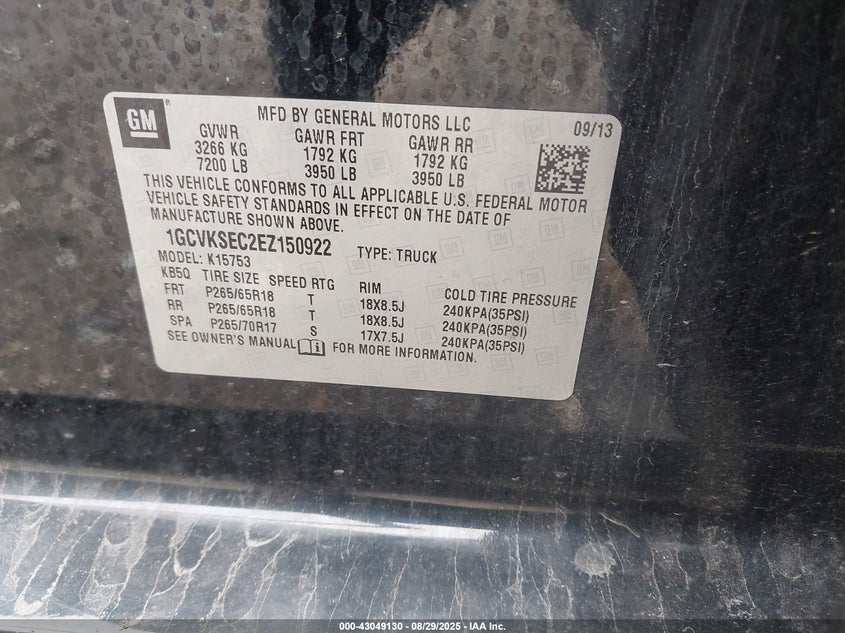 GM
MFD BY GENERAL MOTORS LLC 09/13
GVWR GAWR FRT GAWR RR
3266 KG 1792 KG 1792 KG
7200 LB 3950 LB 3950 LB
THIS VEHICLE CONFORMS TO ALL APPLICABLE U.S. FEDERAL MOTOR
VEHICLE SAFETY STANDARDS IN EFFECT ON THE DATE OF
MANUFACTURE SHOWN ABOVE.
1GCVKSEC2EZ150922 TYPE: TRUCK
MODEL: K15753
KB5Q TIRE SIZE SPEED RTG RIM COLD TIRE PRESSURE
FRT P265/65R18 T 18X8.5J 240KPA(35PSI)
RR P265/65R18 T 18X8.5J 240KPA(35PSI)
SPA P265/70R17 S 17X7.5J 240KPA(35PSI)
SEE OWNER'S MANUAL FOR MORE INFORMATION.
000-43049130 - 08/29/2025 - IAA Inc.